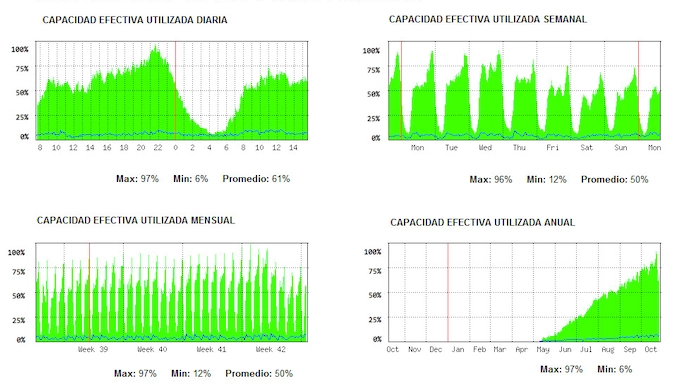 CAPACIDAD EFECTIVA UTILIZADA DIARIA
100%
75%
50%
25%
0%
8 10 12 14 16 18 20 22 0 2 4 6 8 10 12 14
Max: 97% Min: 6% Promedio: 61%
CAPACIDAD EFECTIVA UTILIZADA SEMANAL
100%
75%
50%
25%
0%
Mon Tue Wed Thu Fri Sat Sun Mon
Max: 96% Min: 12% Promedio: 50%
CAPACIDAD EFECTIVA UTILIZADA MENSUAL
100%
75%
50%
25%
0%
Week 39 Week 40 Week 41 Week 42
Max: 97% Min: 12% Promedio: 50%
CAPACIDAD EFECTIVA UTILIZADA ANUAL
100%
75%
50%
25%
0%
Oct Nov Dec Jan Feb Mar Apr May Jun Jul Aug Sep Oct
Max: 97% Min: 6%